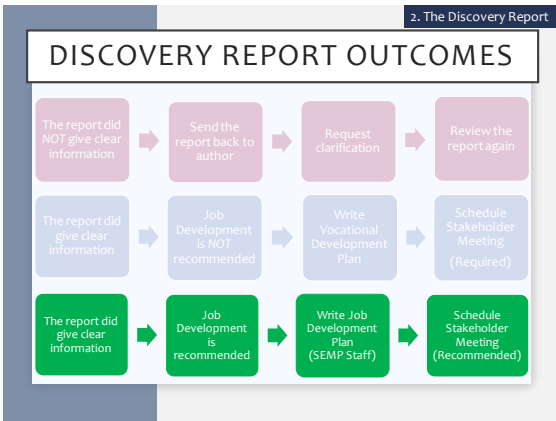 2. The Discovery Report
DISCOVERY REPORT OUTCOMES
The report did
NOT give clear
information
Send the
report back to
author
Request
clarification
Review the
report again
The report did
give clear
information
Job
Development
is NOT
recommended
Write
Vocational
Development
Plan
Schedule
Stakeholder
Meeting
(Required)
The report did
give clear
information
Job
Development
is
recommended
Write Job
Development
Plan
(SEMP Staff)
Schedule
Stakeholder
Meeting
(Recommended)